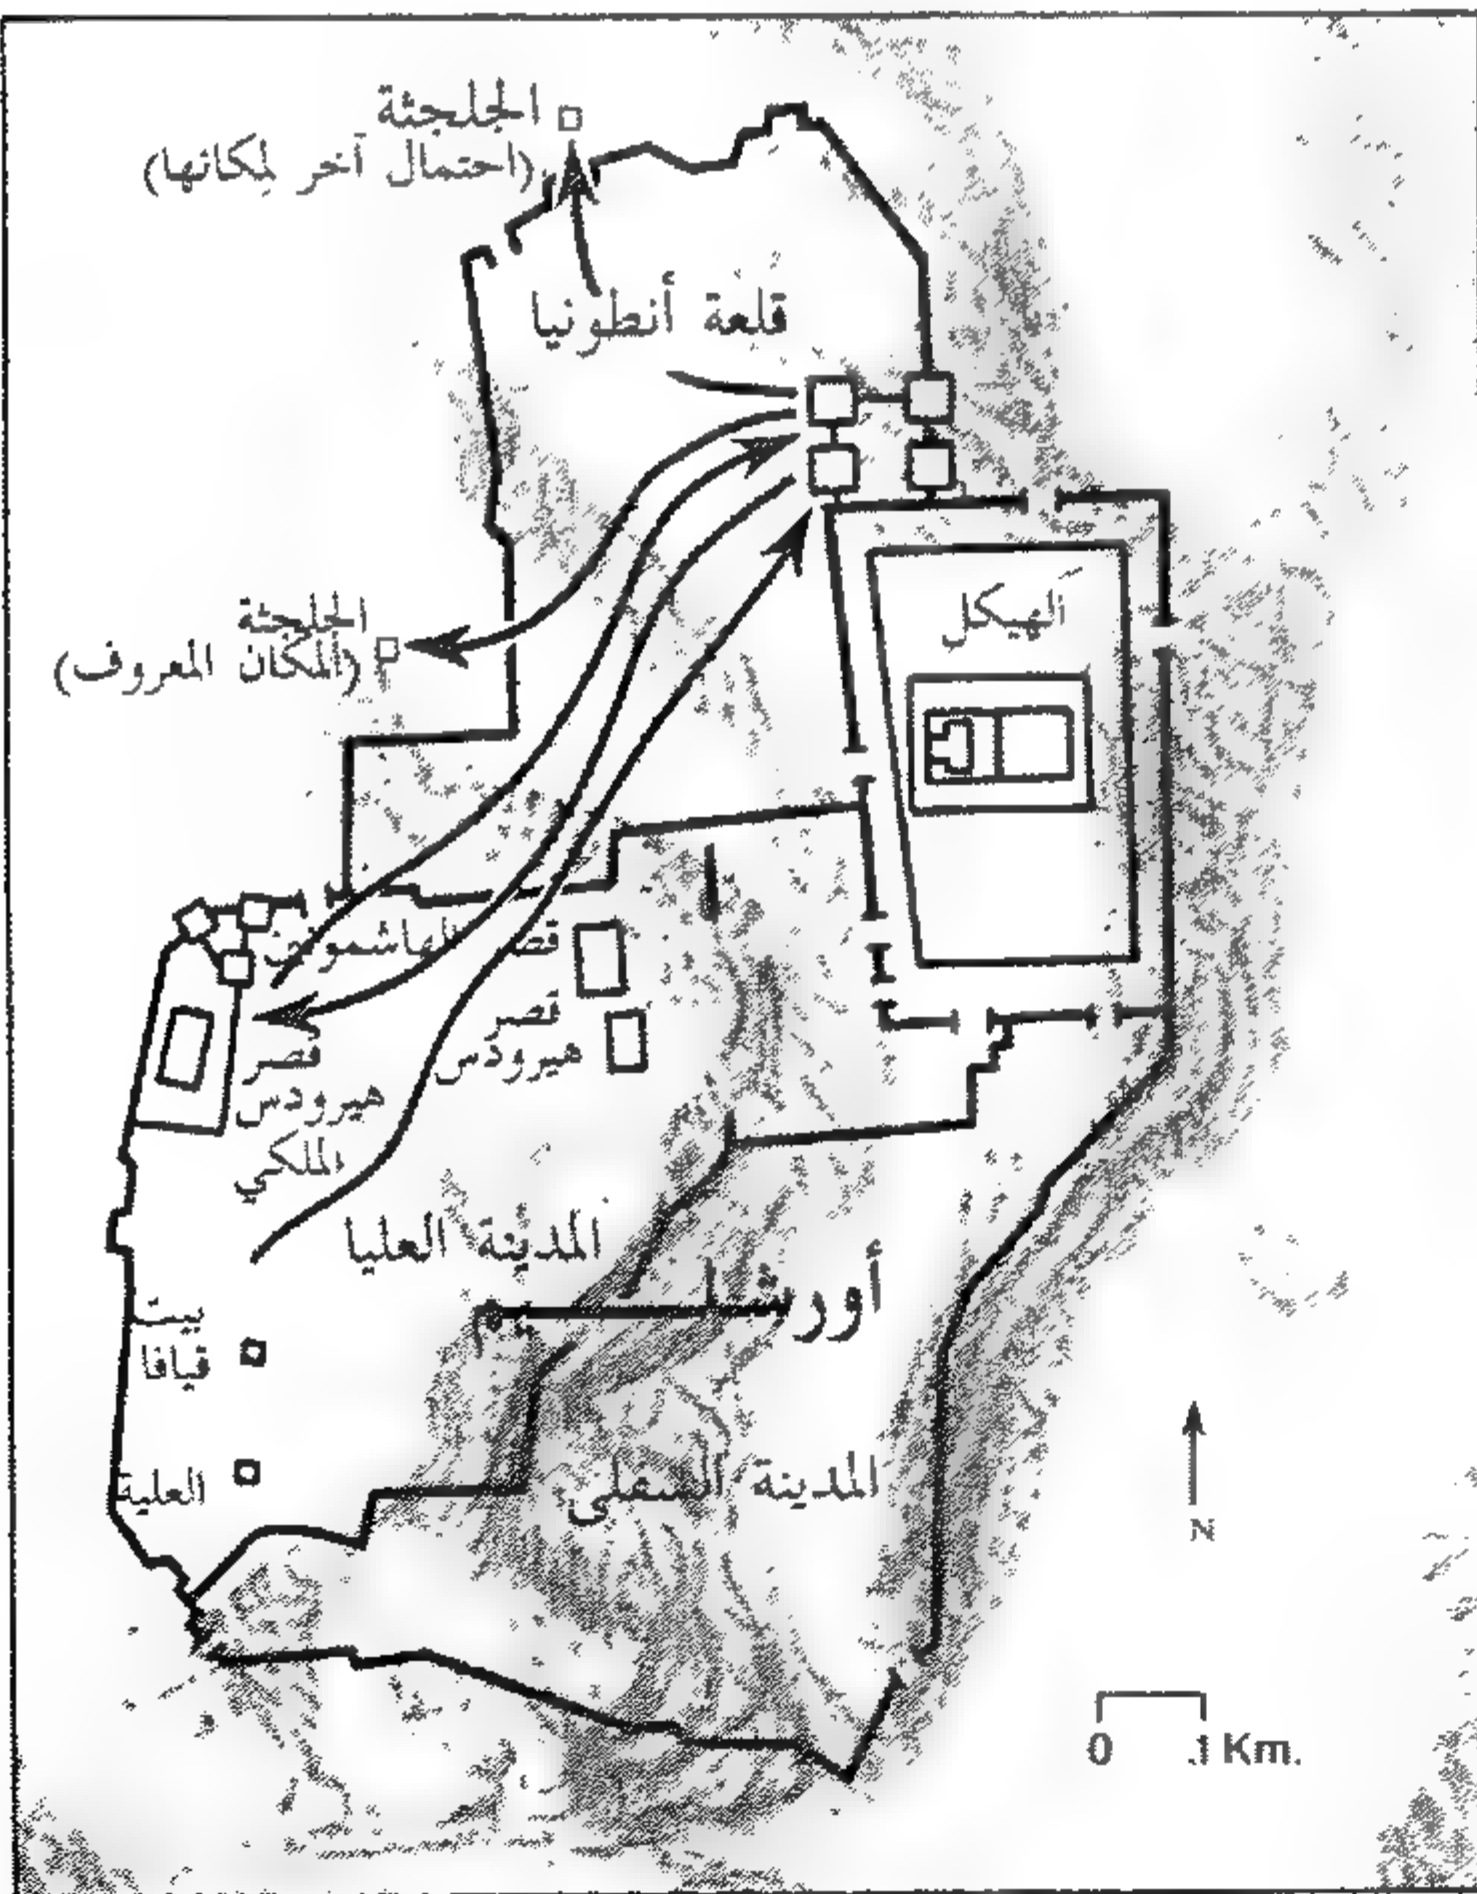 الجلجثة
(احتمال آخر لمكانها)
قلعة أنطونيا
الهيكل
الجلجثة
(المكان المعروف)
قصر الهاشمونيين
قصر
هيرودس
قصر
هيرودس
الملكي
المدينة العليا
أورشليم
بيت
قيافا
المدينة السفلى
العلية
N
0 .1 Km.